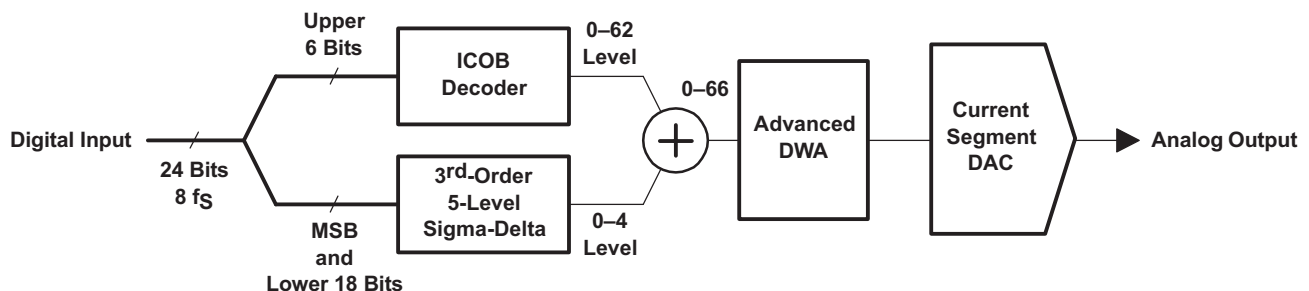 Digital Input
24 Bits
8 fS
Upper
6 Bits
ICOB
Decoder
0–62
Level
MSB
and
Lower 18 Bits
3rd-Order
5-Level
Sigma-Delta
0–4
Level
+
0–66
Advanced
DWA
Current
Segment
DAC
Analog Output